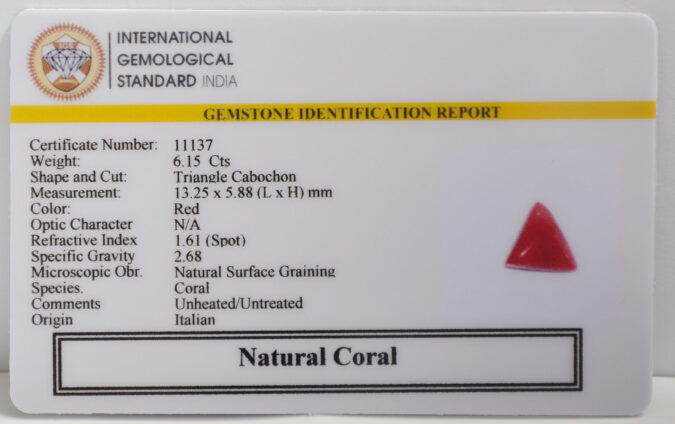 INTERNATIONAL
GEMOLOGICAL
STANDARD INDIA
GEMSTONE IDENTIFICATION REPORT
Certificate Number: 11137
Weight: 6.15 Cts
Shape and Cut: Triangle Cabochon
Measurement: 13.25 x 5.88 (L x H) mm
Color: Red
Optic Character N/A
Refractive Index 1.61 (Spot)
Specific Gravity 2.68
Microscopic Obr. Natural Surface Graining
Species. Coral
Comments Unheated/Untreated
Origin Italian
Natural Coral